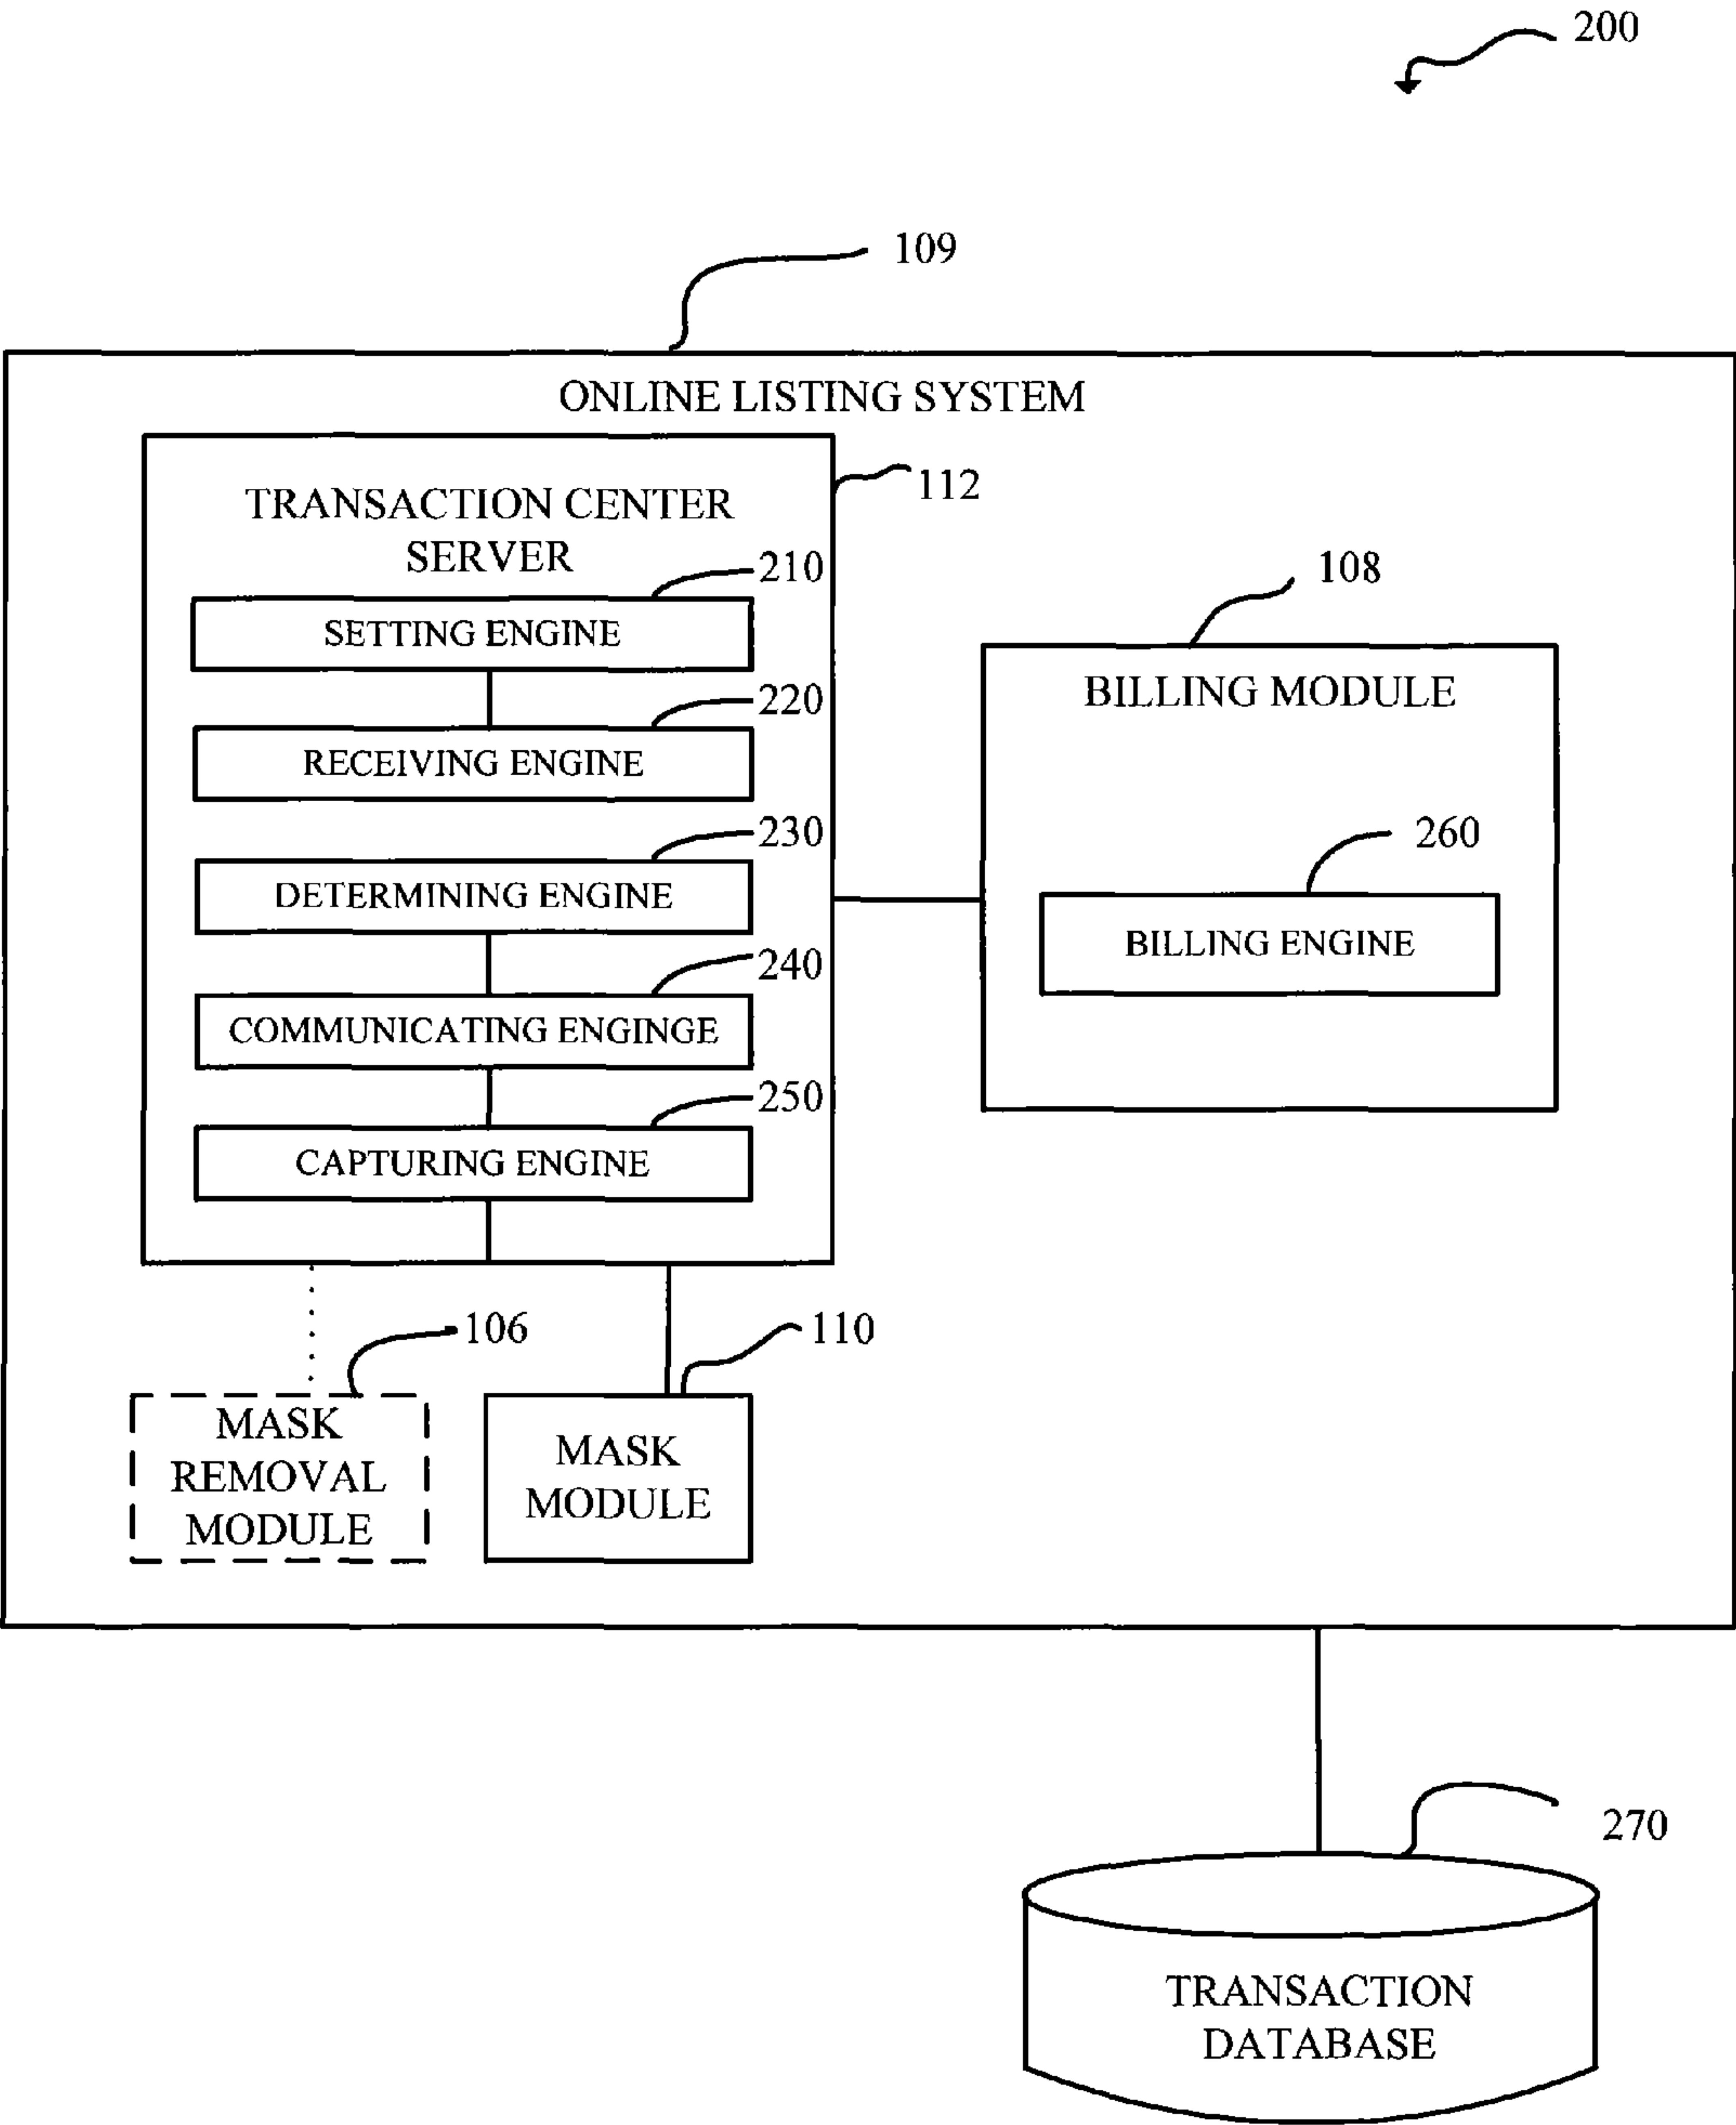 200
109
ONLINE LISTING SYSTEM
112
TRANSACTION CENTER
SERVER
210
SETTING ENGINE
220
RECEIVING ENGINE
230
DETERMINING ENGINE
240
COMMUNICATING ENGINGE
250
CAPTURING ENGINE
108
BILLING MODULE
260
BILLING ENGINE
106
MASK
REMOVAL
MODULE
110
MASK
MODULE
270
TRANSACTION
DATABASE